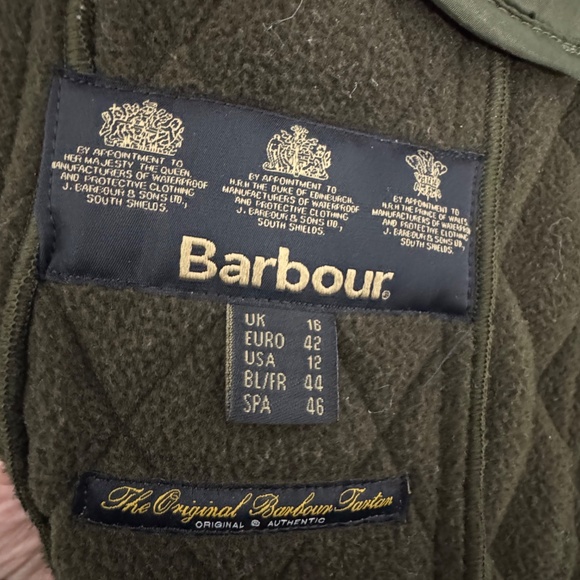 BY APPOINTMENT TO
HER MAJESTY THE QUEEN
MANUFACTURERS OF WATERPROOF
AND PROTECTIVE CLOTHING
J. BARBOUR & SONS LTD
SOUTH SHIELDS.
BY APPOINTMENT TO
H.R.H THE DUKE OF EDINBURGH
MANUFACTURERS OF WATERPROOF
AND PROTECTIVE CLOTHING
J. BARBOUR & SONS LTD
SOUTH SHIELDS.
BY APPOINTMENT TO
H.R.H THE PRINCE OF WALES
MANUFACTURERS OF WATERPROOF
AND PROTECTIVE CLOTHING
J. BARBOUR & SONS LTD
SOUTH SHIELDS.
Barbour®
UK 16
EURO 42
USA 12
BL/FR 44
SPA 46
The Original Barbour Tartan
ORIGINAL ® AUTHENTIC